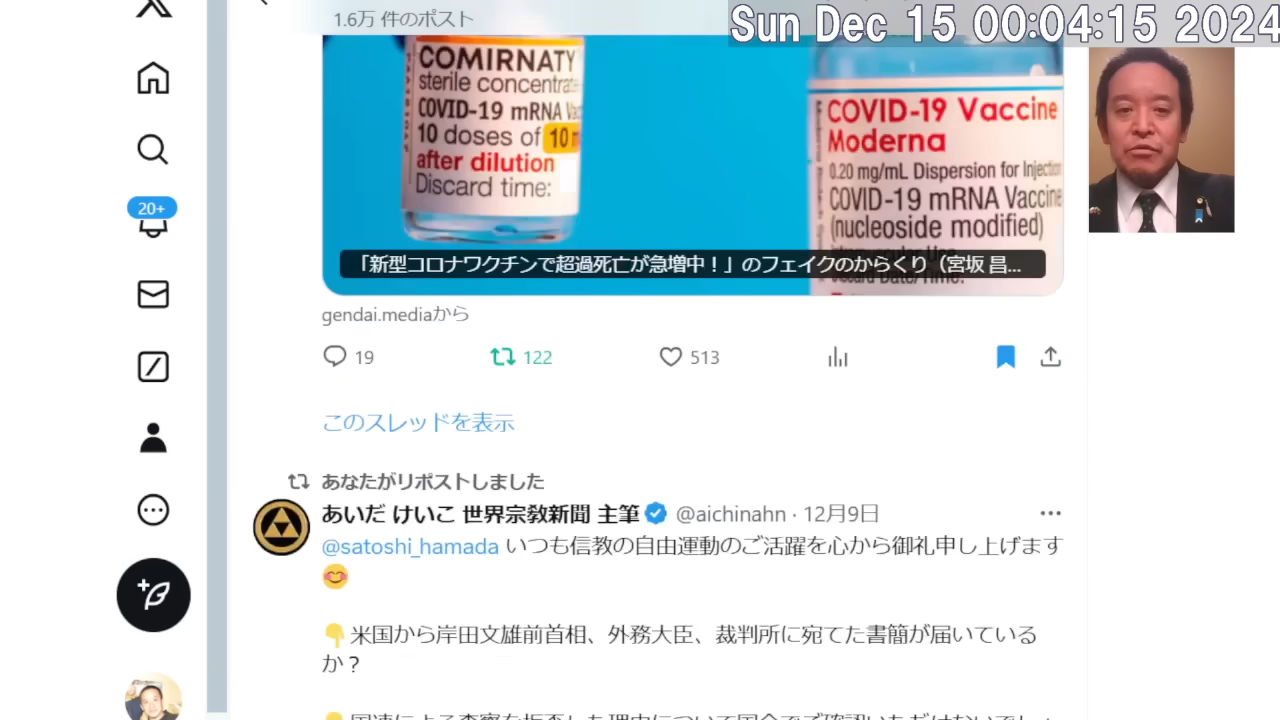 1.6万 件のポスト
Sun Dec 15 00:04:15 2024
COMIRNATY
sterile concentrate
COVID-19 mRNA Vac
10 doses of 10 m
after dilution
Discard time:
COVID-19 Vaccine
Moderna
0.20 mg/mL Dispersion for Injection
COVID-19 mRNA Vaccine
(nucleoside modified)
「新型コロナワクチンで超過死亡が急増中！」のフェイクのからくり（宮坂 昌...
gendai.mediaから
19
122
513
このスレッドを表示
20+
あなたがリポストしました
あいだ けいこ 世界宗教新聞 主筆 @aichinahn · 12月9日
@satoshi_hamada いつも信教の自由運動のご活躍を心から御礼申し上げます
😊
👇米国から岸田文雄前首相、外務大臣、裁判所に宛てた書簡が届いている
か？